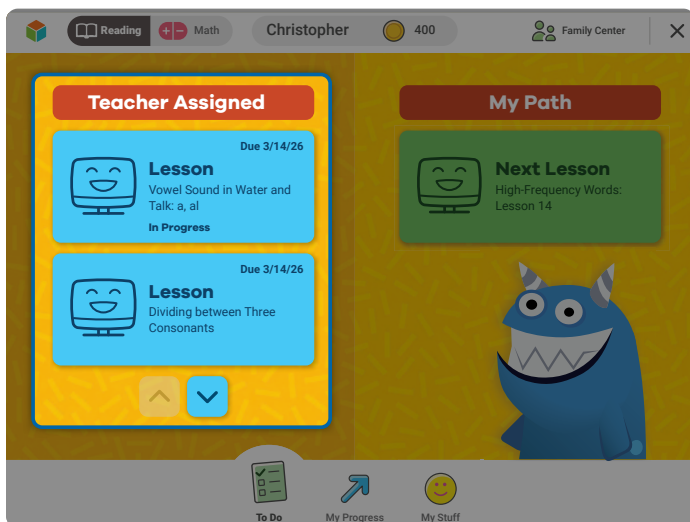 Reading
Math
Christopher
400
Family Center
Teacher Assigned
Due 3/14/26
Lesson
Vowel Sound in Water and
Talk: a, al
In Progress
Due 3/14/26
Lesson
Dividing between Three
Consonants
My Path
Next Lesson
High-Frequency Words:
Lesson 14
To Do
My Progress
My Stuff